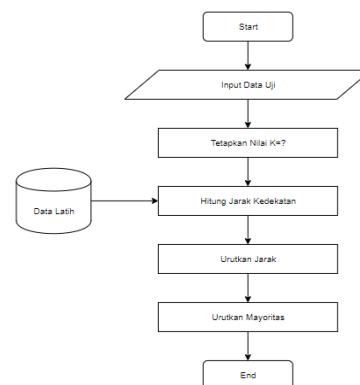 Start
Input Data Uji
Tetapkan Nilai K=?
Data Latih
Hitung Jarak Kedekatan
Urutkan Jarak
Urutkan Mayoritas
End